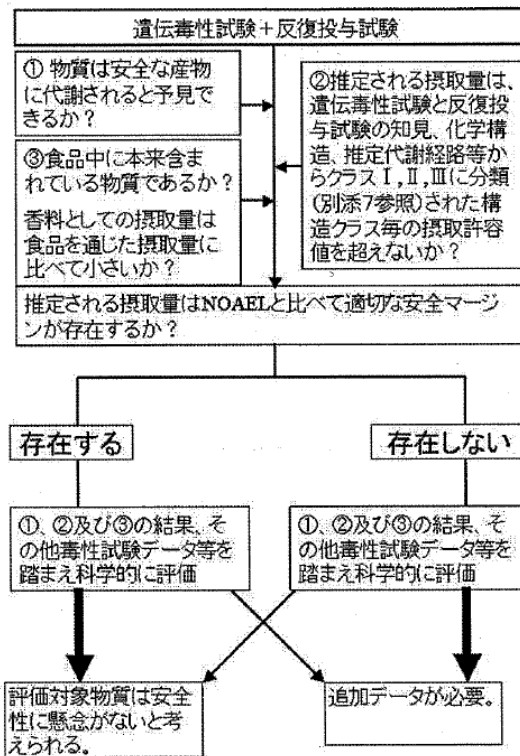 遺伝毒性試験＋反復投与試験
① 物質は安全な産物
に代謝されると予見で
きるか？
②推定される摂取量は、
遺伝毒性試験と反復投
与試験の知見、化学構
造、推定代謝経路等か
らクラスⅠ,Ⅱ,Ⅲに分類
(別添7参照)された構
造クラス毎の摂取許容
値を超えないか？
③食品中に本来含ま
れている物質であるか？
香料としての摂取量は
食品を通じた摂取量に
比べて小さいか？
推定される摂取量はNOAELと比べて適切な安全マージ
ンが存在するか？
存在する
存在しない
①、②及び③の結果、そ
の他毒性試験データ等を
踏まえ科学的に評価
①、②及び③の結果、そ
の他毒性試験データ等を
踏まえ科学的に評価
評価対象物質は安全
性に懸念がないと考
えられる。
追加データが必要。